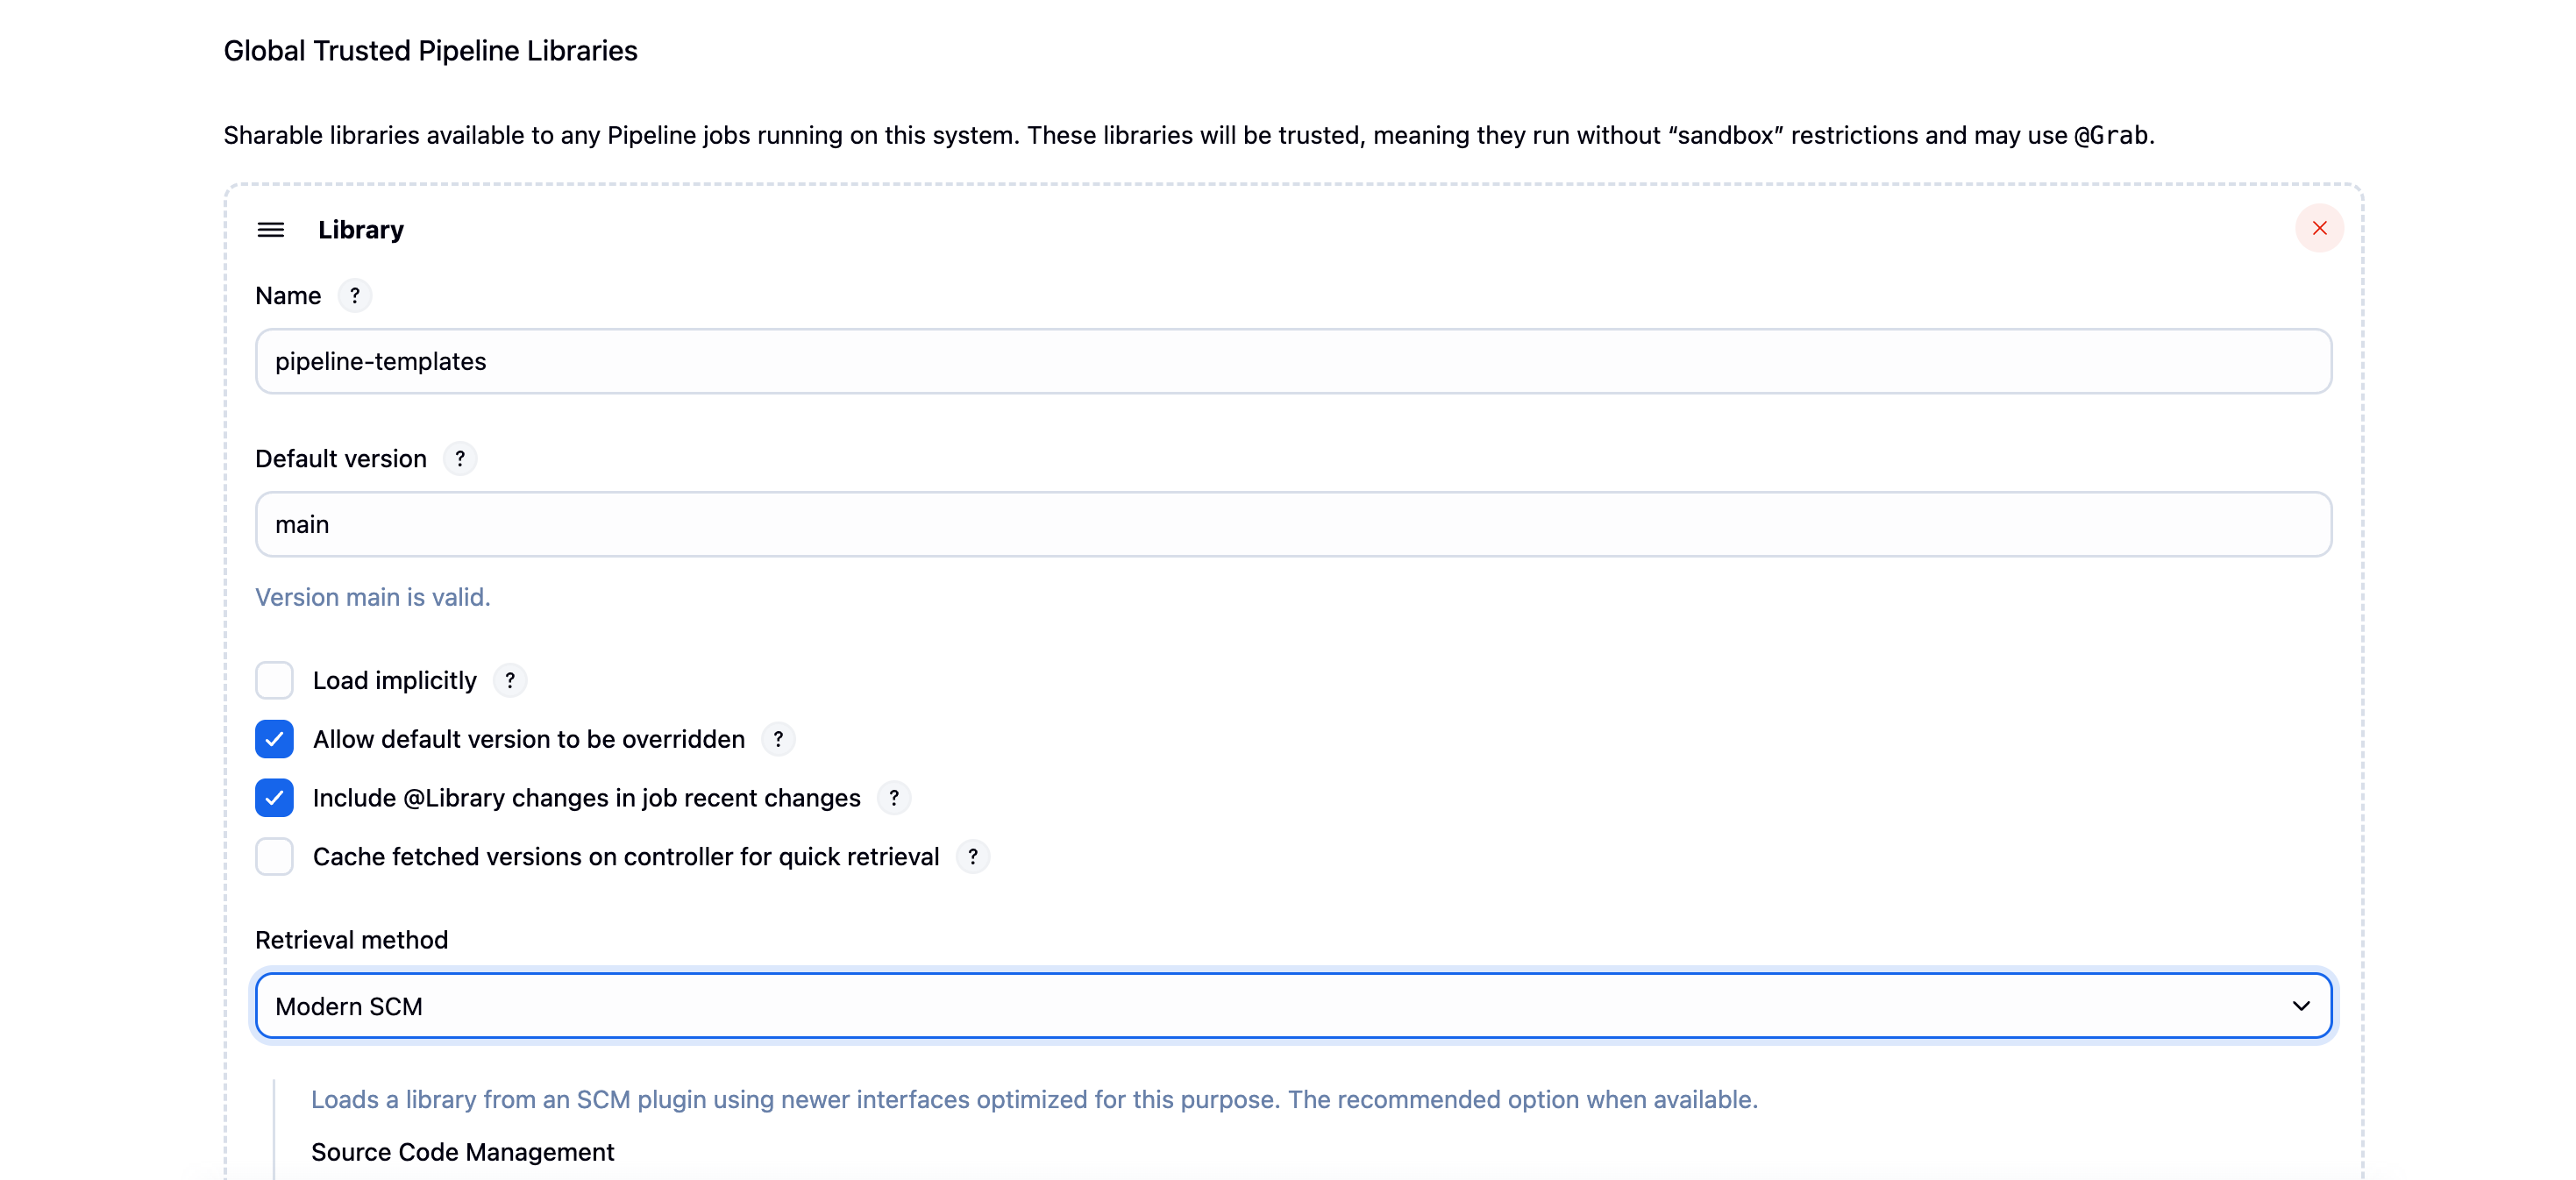 Global Trusted Pipeline Libraries
Sharable libraries available to any Pipeline jobs running on this system. These libraries will be trusted, meaning they run without “sandbox” restrictions and may use @Grab.
Library
Name ?
pipeline-templates
Default version ?
main
Version main is valid.
Load implicitly ?
Allow default version to be overridden ?
Include @Library changes in job recent changes ?
Cache fetched versions on controller for quick retrieval ?
Retrieval method
Modern SCM
Loads a library from an SCM plugin using newer interfaces optimized for this purpose. The recommended option when available.
Source Code Management